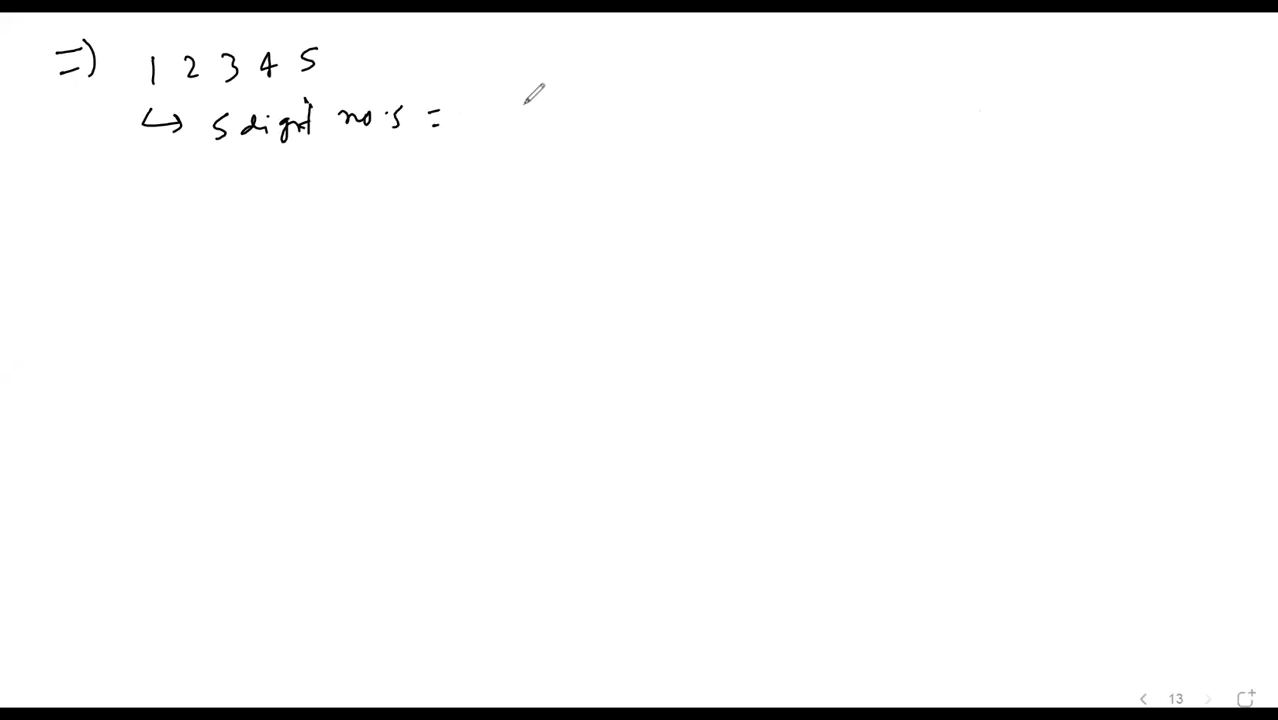 =) 1 2 3 4 5
↳ 5 digit no.s =
13